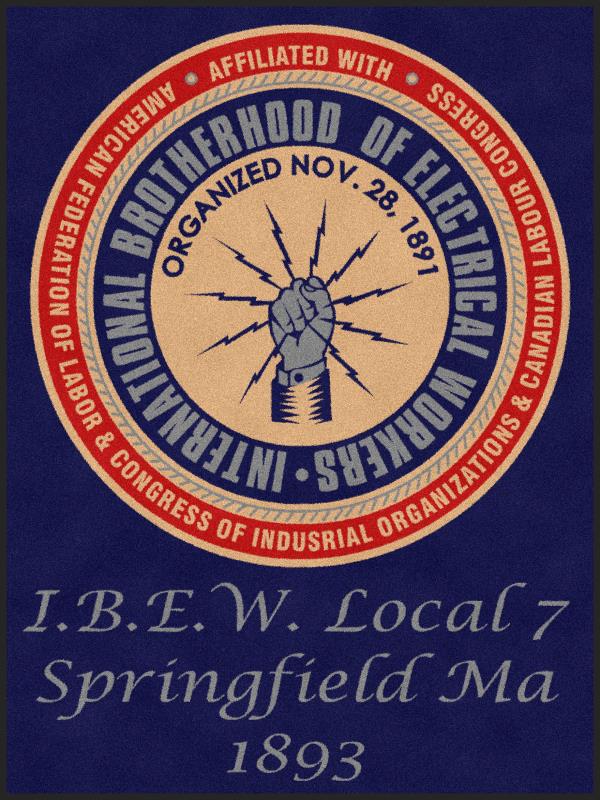 AFFILIATED WITH
AMERICAN FEDERATION OF LABOR & CONGRESS OF INDUSRIAL ORGANIZATIONS & CANADIAN LABOUR CONGRESS
INTERNATIONAL BROTHERHOOD OF ELECTRICAL WORKERS
ORGANIZED NOV. 28, 1891
I.B.E.W. Local 7
Springfield Ma
1893